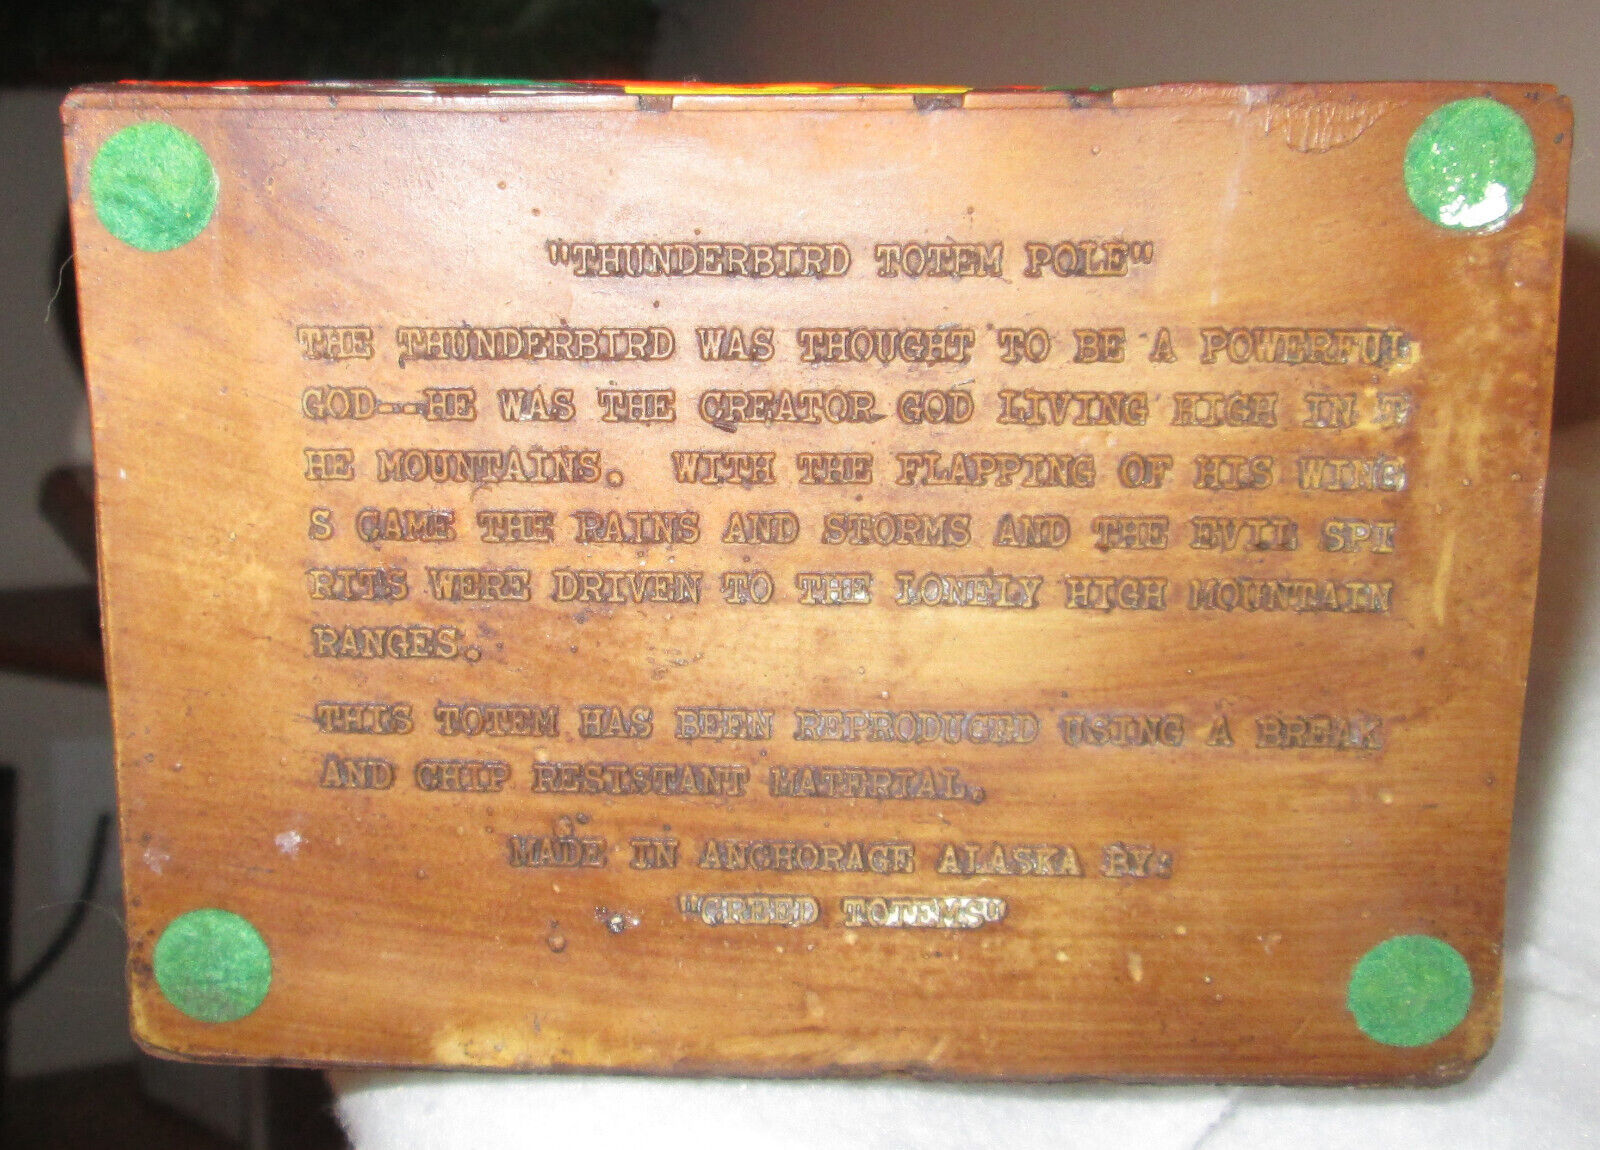 "THUNDERBIRD TOTEM POLE"
THE THUNDERBIRD WAS THOUGHT TO BE A POWERFUL
GOD--HE WAS THE CREATOR GOD LIVING HIGH IN T
HE MOUNTAINS. WITH THE FLAPPING OF HIS WING
S CAME THE RAINS AND STORMS AND THE EVIL SPI
RITS WERE DRIVEN TO THE LONELY HIGH MOUNTAIN
RANGES.
THIS TOTEM HAS BEEN REPRODUCED USING A BREAK
AND CHIP RESISTANT MATERIAL.
MADE IN ANCHORAGE ALASKA BY:
"CREED TOTEMS"